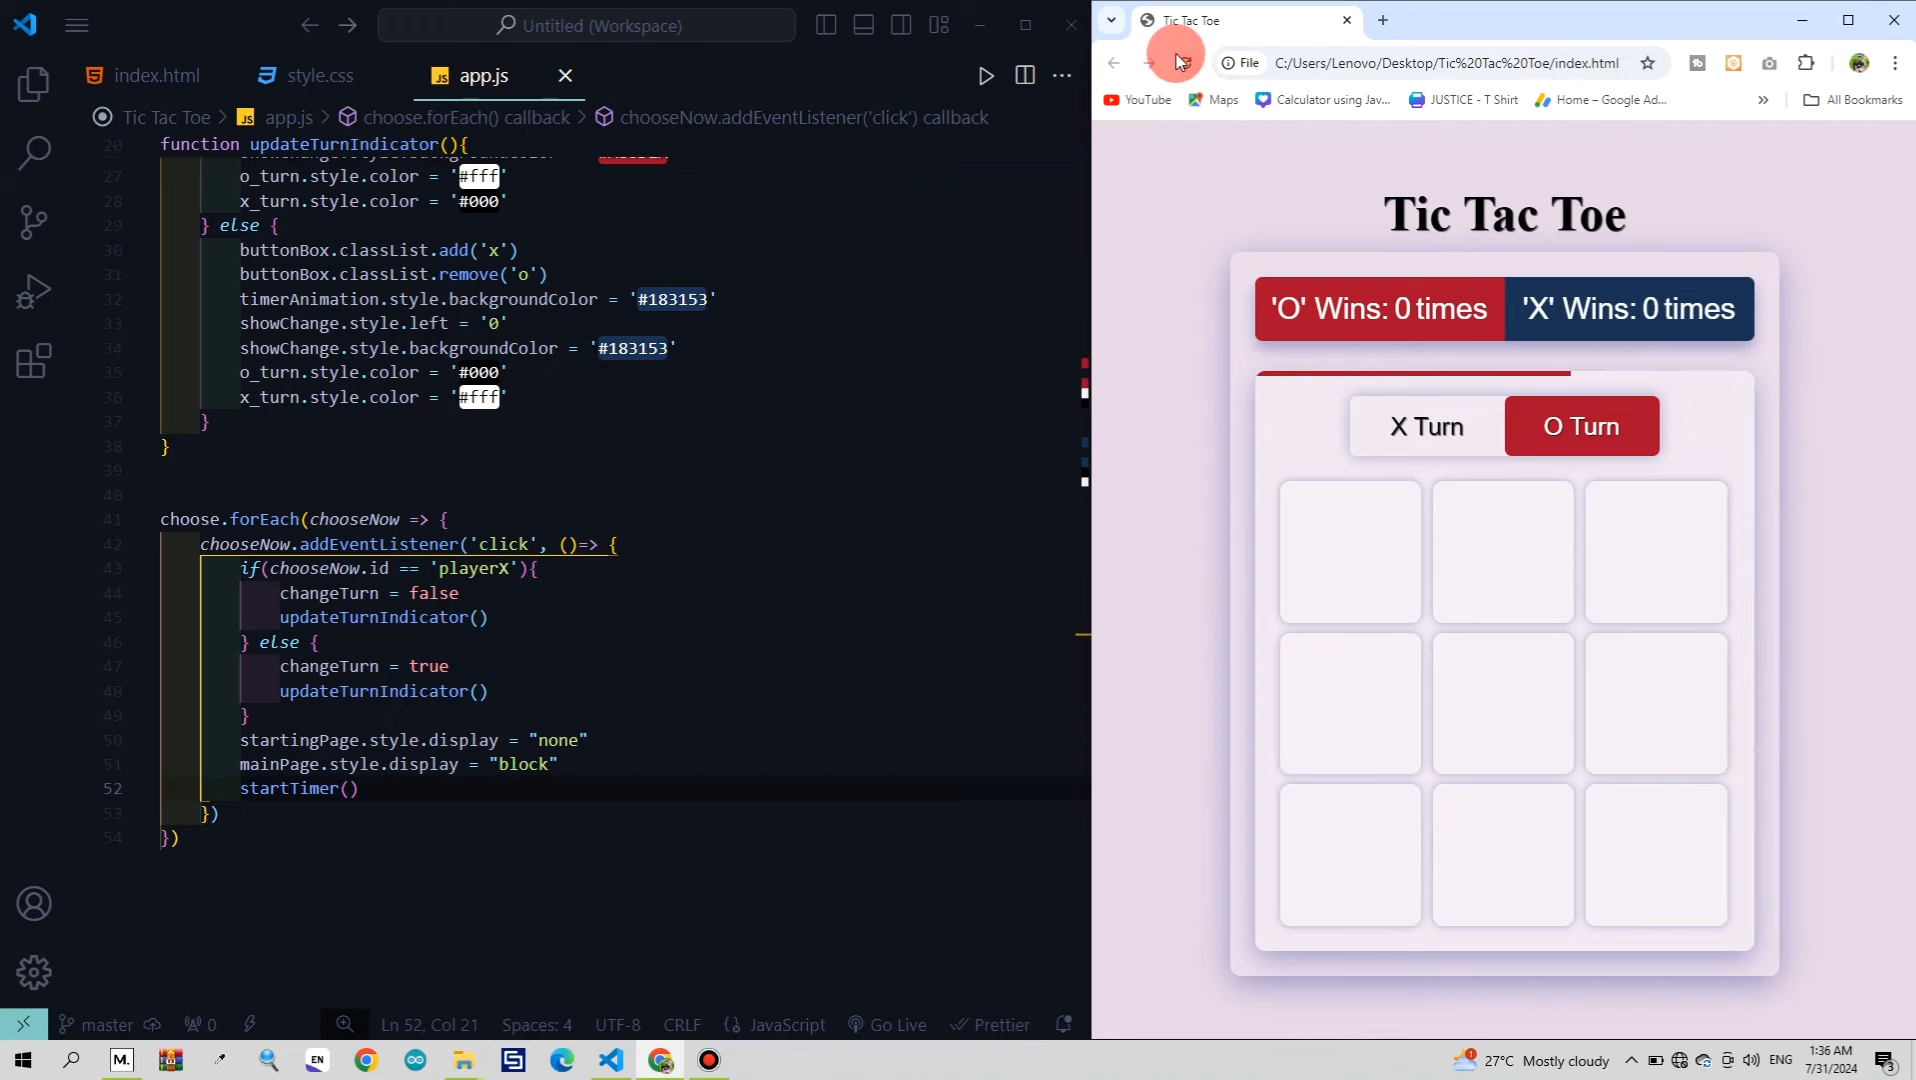 Untitled (Workspace)
index.html
style.css
JS app.js
Tic Tac Toe > JS app.js > choose.forEach() callback > chooseNow.addEventListener('click') callback
20 function updateTurnIndicator(){
27 o_turn.style.color = '#fff'
28 x_turn.style.color = '#000'
29 } else {
30 buttonBox.classList.add('x')
31 buttonBox.classList.remove('o')
32 timerAnimation.style.backgroundColor = '#183153'
33 showChange.style.left = '0'
34 showChange.style.backgroundColor = '#183153'
35 o_turn.style.color = '#000'
36 x_turn.style.color = '#fff'
37 }
38 }
39
40
41 choose.forEach(chooseNow => {
42 chooseNow.addEventListener('click', ()=> {
43 if(chooseNow.id == 'playerX'){
44 changeTurn = false
45 updateTurnIndicator()
46 } else {
47 changeTurn = true
48 updateTurnIndicator()
49 }
50 startingPage.style.display = "none"
51 mainPage.style.display = "block"
52 startTimer()
53 })
54 })
master
0
Ln 52, Col 21
Spaces: 4
UTF-8
CRLF
JavaScript
Go Live
Prettier
Tic Tac Toe
File
C:/Users/Lenovo/Desktop/Tic%20Tac%20Toe/index.html
YouTube
Maps
Calculator using Jav...
JUSTICE - T Shirt
Home – Google Ad...
All Bookmarks
Tic Tac Toe
'O' Wins: 0 times
'X' Wins: 0 times
X Turn
O Turn
M.
EN
27°C Mostly cloudy
ENG
1:36 AM
7/31/2024
3